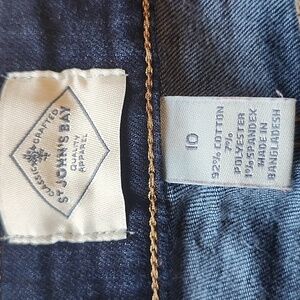 CLASSIC CRAFTED
ST JOHN'S BAY
QUALITY
APPAREL
10
92% COTTON
7%
POLYESTER
1% SPANDEX
MADE IN
BANGLADESH